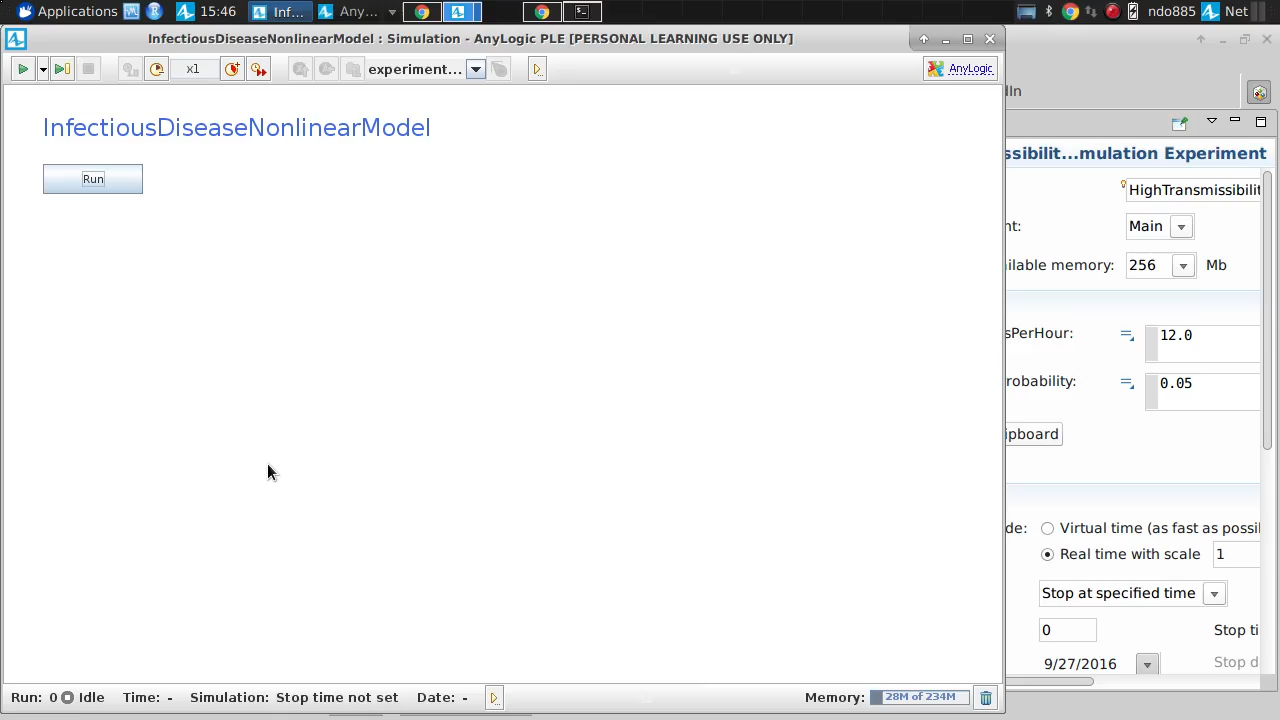 Applications 15:46 Inf... Any... ndo885 Net
InfectiousDiseaseNonlinearModel : Simulation - AnyLogic PLE [PERSONAL LEARNING USE ONLY]
x1 experiment... AnyLogic
InfectiousDiseaseNonlinearModel
Run
ssibilit...mulation Experiment
HighTransmissibilit
nt: Main
ilable memory: 256 Mb
sPerHour: 12.0
robability: 0.05
ipboard
de: Virtual time (as fast as possil
Real time with scale 1
Stop at specified time
0 Stop ti
9/27/2016 Stop d
Run: 0 Idle Time: - Simulation: Stop time not set Date: - Memory: 28M of 234M